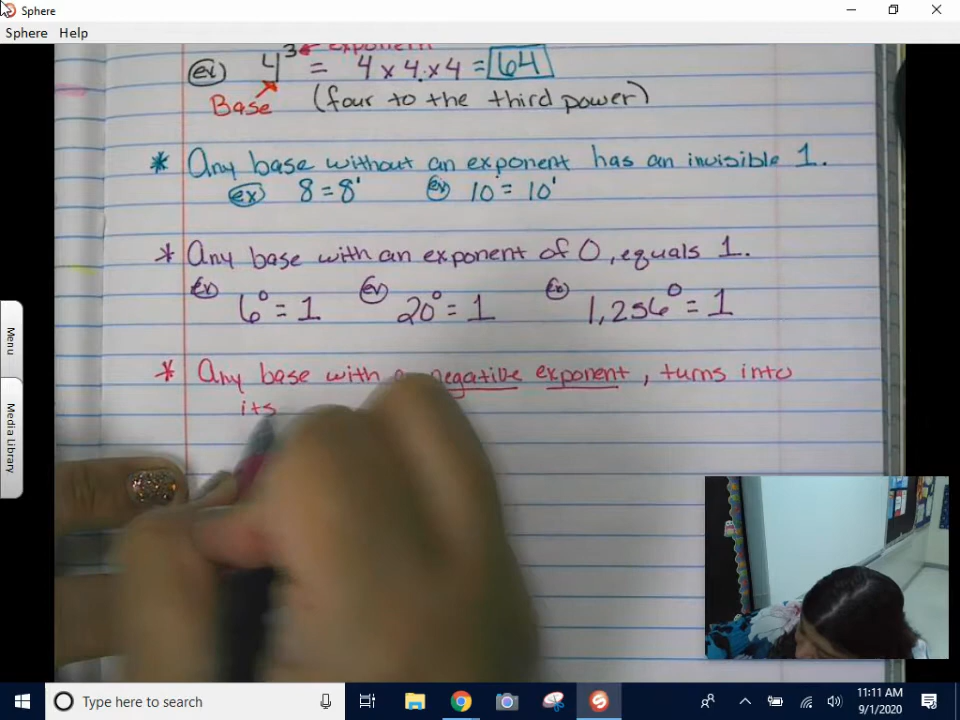 Sphere
Sphere Help
exponent
ex 4³ = 4 x 4 x 4 = 64
Base (four to the third power)
* Any base without an exponent has an invisible 1.
ex 8 = 8¹ ex 10 = 10¹
* Any base with an exponent of 0, equals 1.
ex 6⁰ = 1 ex 20⁰ = 1 ex 1,256⁰ = 1
* Any base with a negative exponent, turns into
its
Menu
Media Library
Type here to search
11:11 AM
9/1/2020